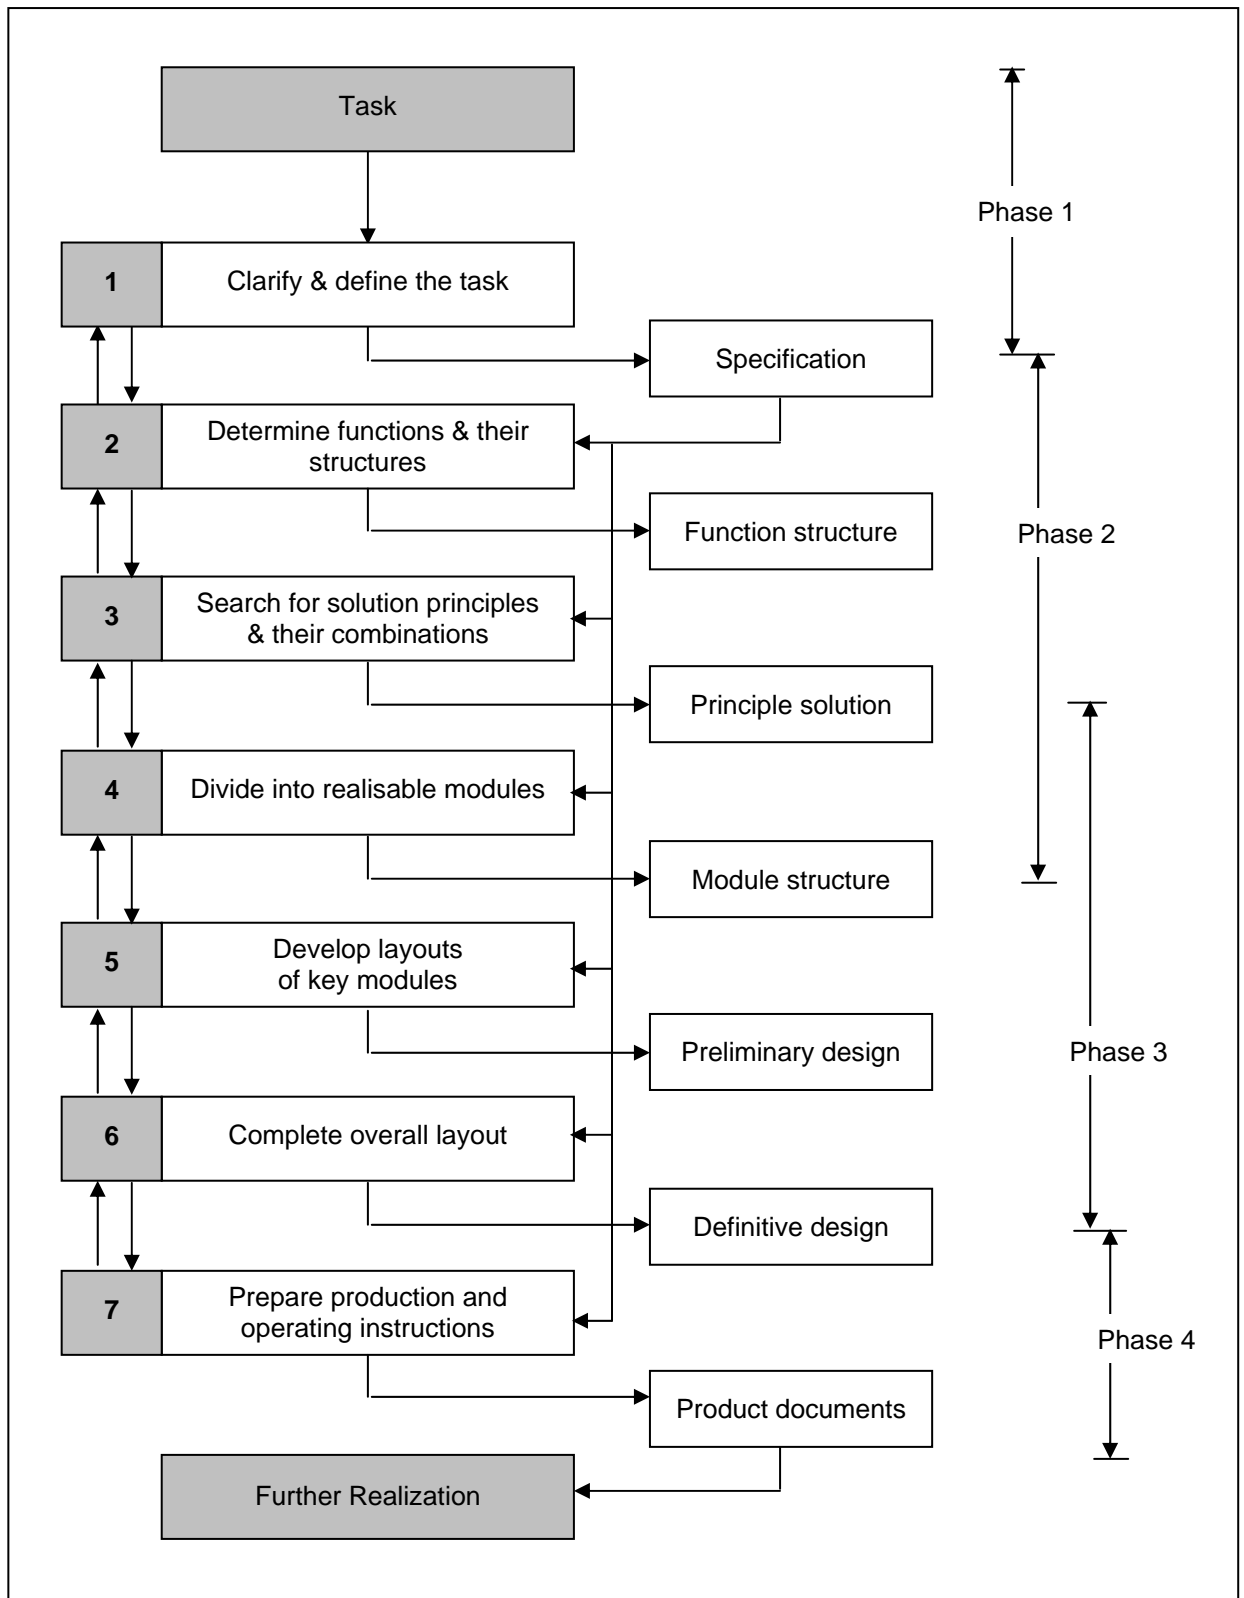 Task
Phase 1
1
Clarify & define the task
Specification
2
Determine functions & their
structures
Function structure
Phase 2
3
Search for solution principles
& their combinations
Principle solution
4
Divide into realisable modules
Module structure
5
Develop layouts
of key modules
Preliminary design
Phase 3
6
Complete overall layout
Definitive design
7
Prepare production and
operating instructions
Phase 4
Product documents
Further Realization